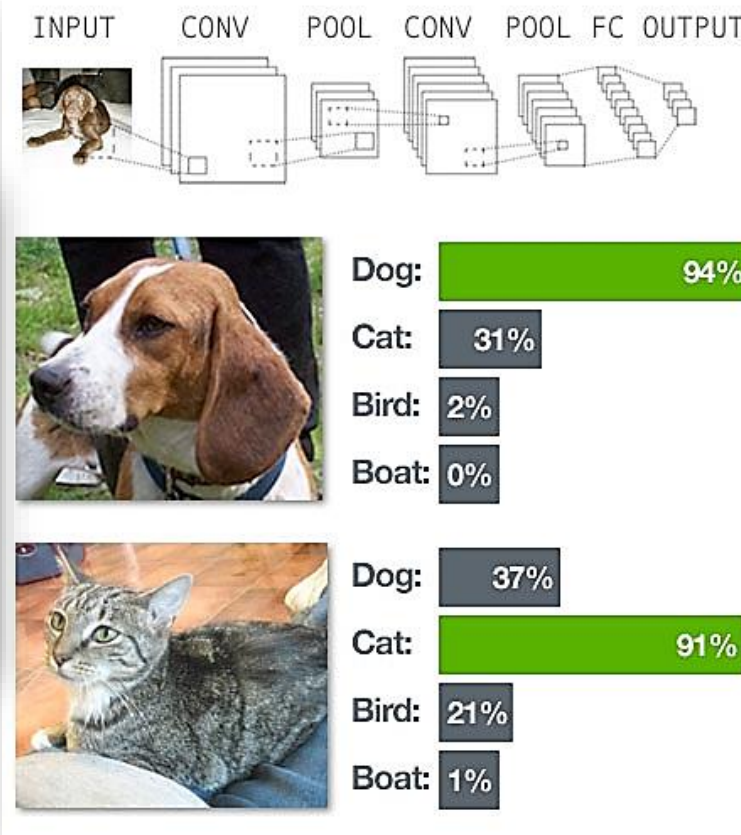 INPUT CONV POOL CONV POOL FC OUTPUT
Dog: 94%
Cat: 31%
Bird: 2%
Boat: 0%
Dog: 37%
Cat: 91%
Bird: 21%
Boat: 1%